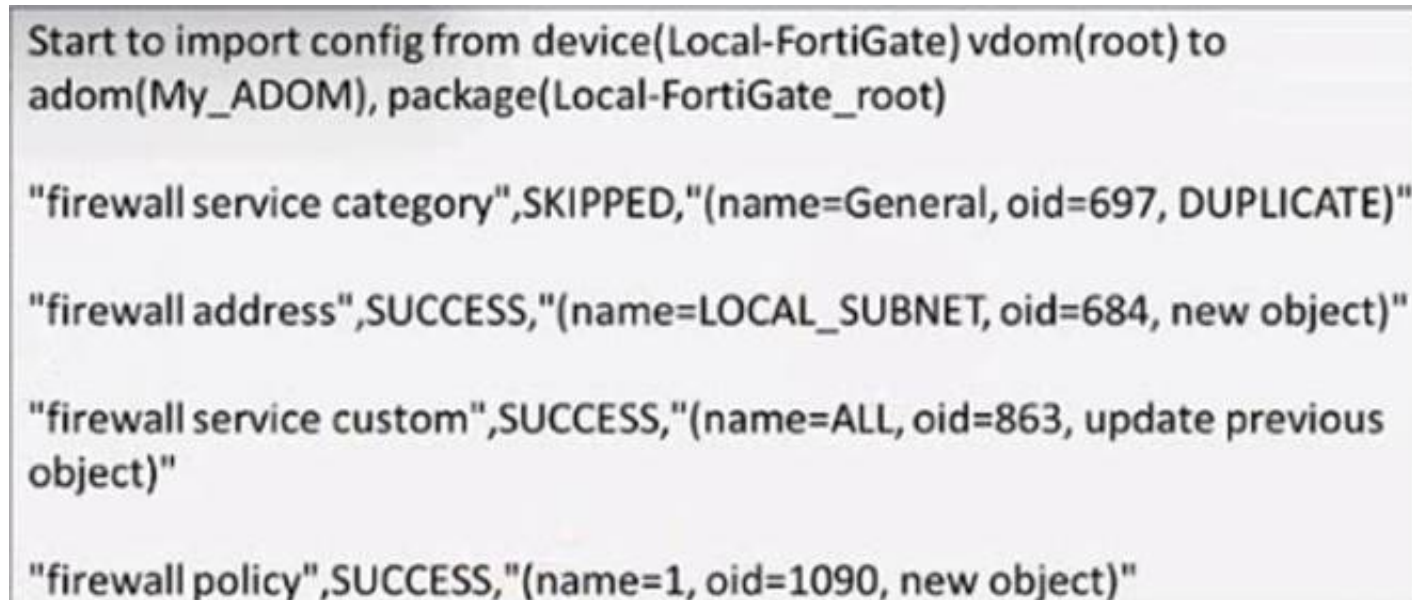 Start to import config from device(Local-FortiGate) vdom(root) to
adom(My_ADOM), package(Local-FortiGate_root)
"firewall service category",SKIPPED,"(name=General, oid=697, DUPLICATE)"
"firewall address",SUCCESS,"(name=LOCAL_SUBNET, oid=684, new object)"
"firewall service custom",SUCCESS,"(name=ALL, oid=863, update previous
object)"
"firewall policy",SUCCESS,"(name=1, oid=1090, new object)"